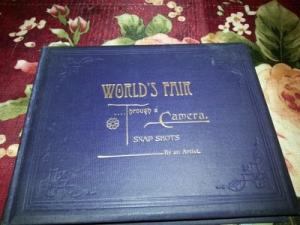 WORLD'S FAIR
....Through a
Camera.
SNAP SHOTS
By an Artist.